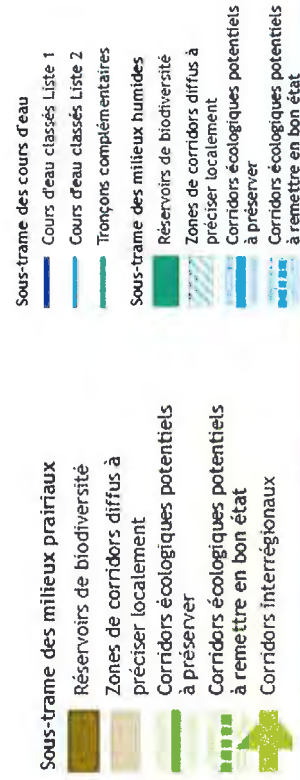 Sous-trame des milieux prairiaux
Réservoirs de biodiversité
Zones de corridors diffus à
préciser localement
Corridors écologiques potentiels
à préserver
Corridors écologiques potentiels
à remettre en bon état
Corridors interrégionaux
Sous-trame des cours d'eau
Cours d'eau classés Liste 1
Cours d'eau classés Liste 2
Tronçons complémentaires
Sous-trame des milieux humides
Réservoirs de biodiversité
Zones de corridors diffus à
préciser localement
Corridors écologiques potentiels
à préserver
Corridors écologiques potentiels
à remettre en bon état